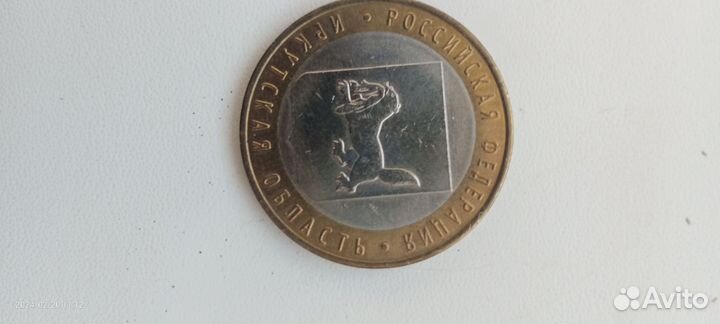 РОССИЙСКАЯ ФЕДЕРАЦИЯ
ИРКУТСКАЯ ОБЛАСТЬ
Avito